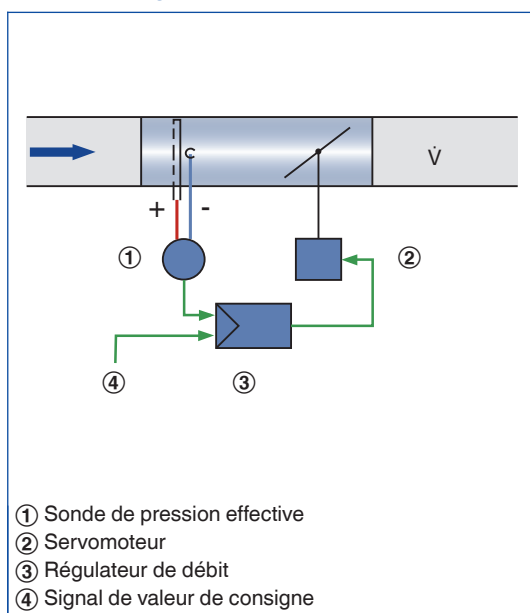 V̇
+ -
① ②
④ ③
① Sonde de pression effective
② Servomoteur
③ Régulateur de débit
④ Signal de valeur de consigne